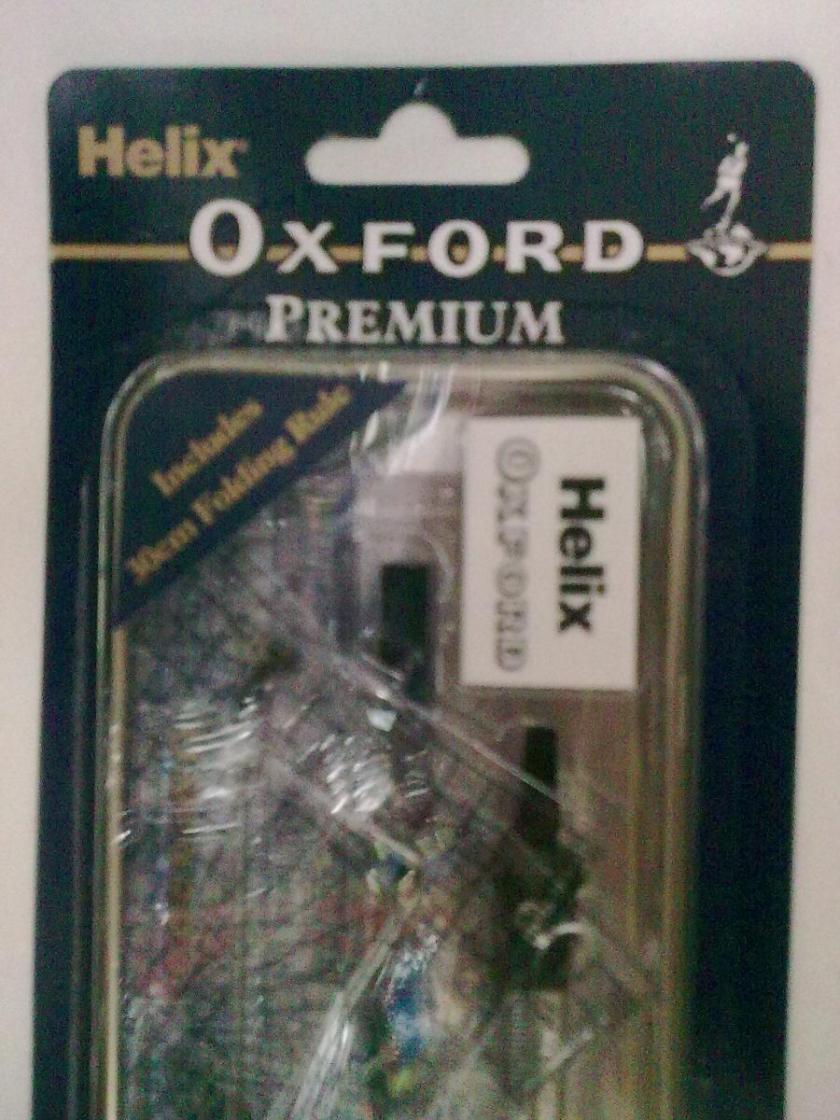 Helix
OXFORD
PREMIUM
Includes
30cm Folding Rule
Helix
OXFORD